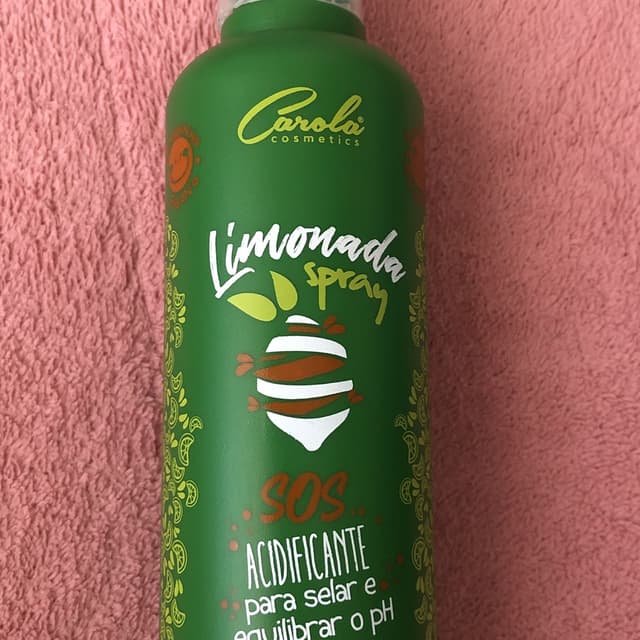 Carola
cosmetics
Limonada
spray
SOS
ACIDIFICANTE
para selar e
equilibrar o pH